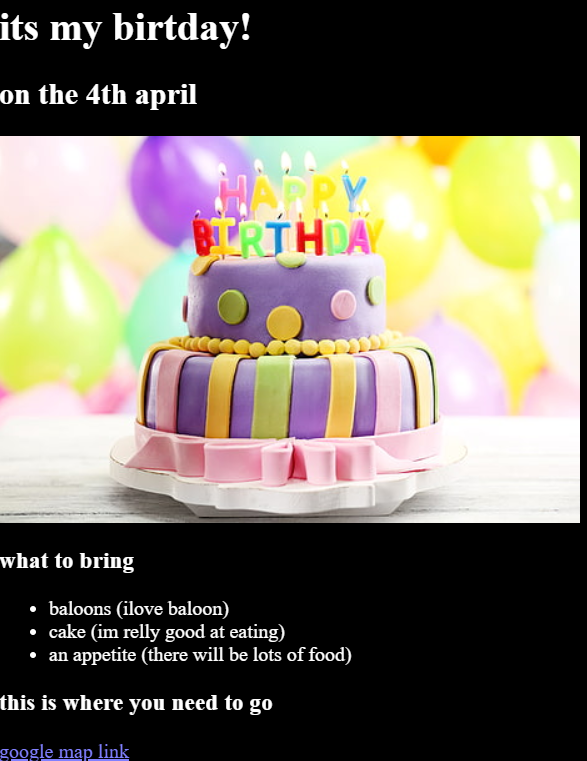 its my birtday!
on the 4th april
HAPPY
BIRTHDAY
what to bring
baloons (ilove baloon)
cake (im relly good at eating)
an appetite (there will be lots of food)
this is where you need to go
google map link